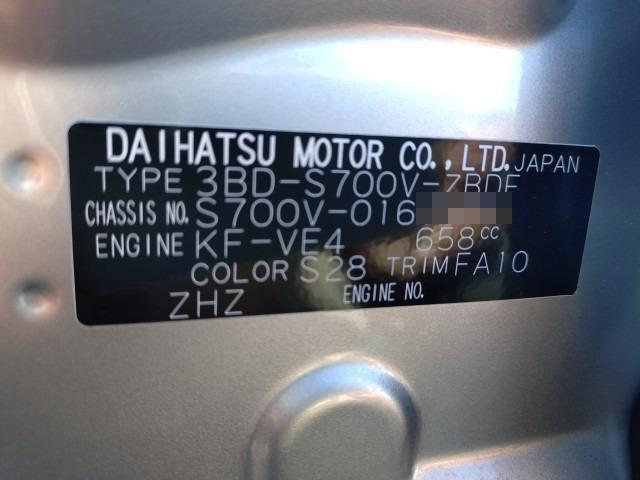 DAIHATSU MOTOR CO., LTD. JAPAN
TYPE 3BD-S700V-ZBDF
CHASSIS NO. S700V-016
ENGINE KF-VE4 658cc
COLOR S28 TRIM FA10
ZHZ ENGINE NO.